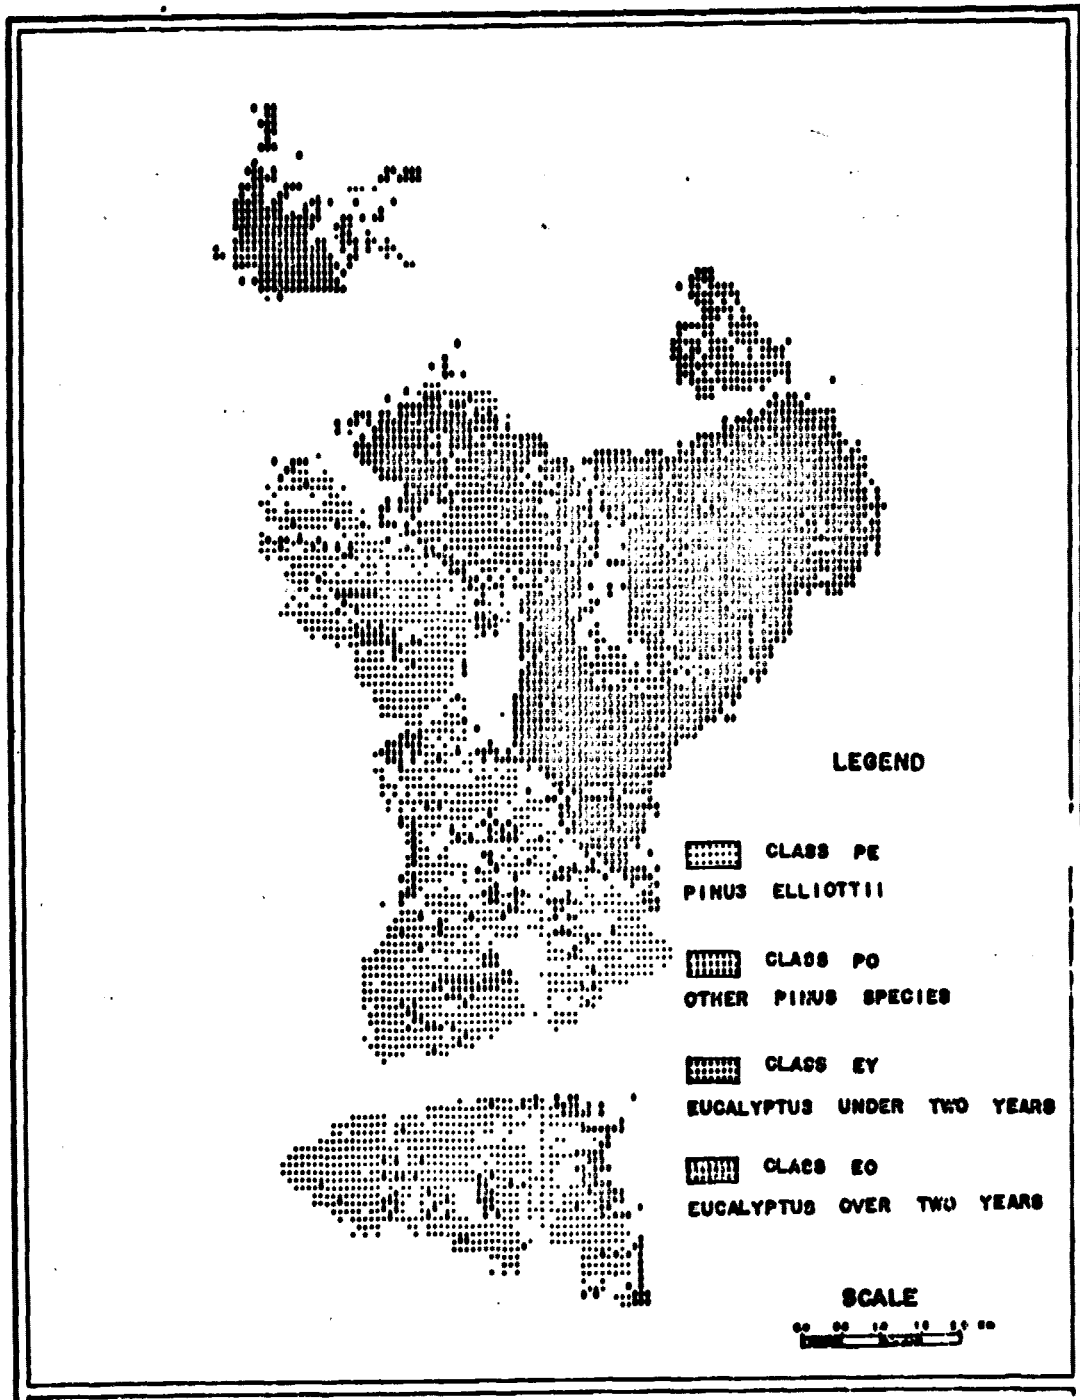 LEGEND
CLASS PE
PINUS ELLIOTTII
CLASS PO
OTHER PINUS SPECIES
CLASS EY
EUCALYPTUS UNDER TWO YEARS
CLASS EO
EUCALYPTUS OVER TWO YEARS
SCALE